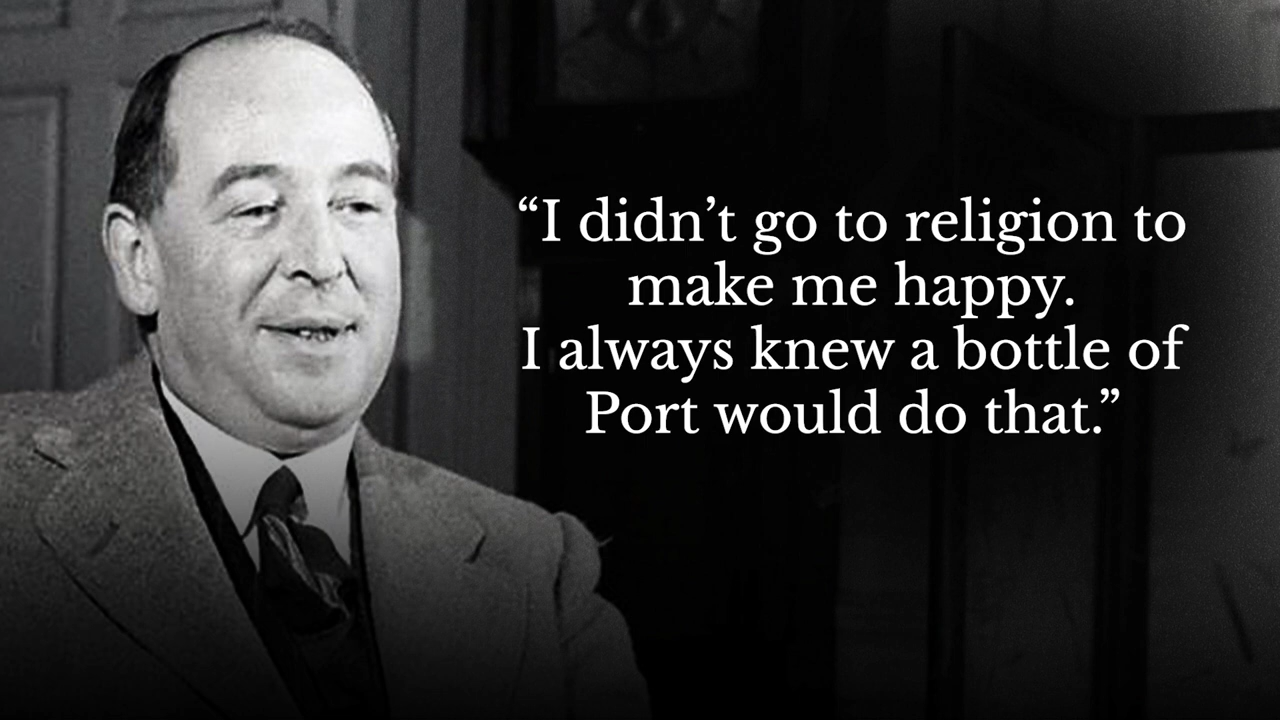 “I didn’t go to religion to
make me happy.
I always knew a bottle of
Port would do that.”